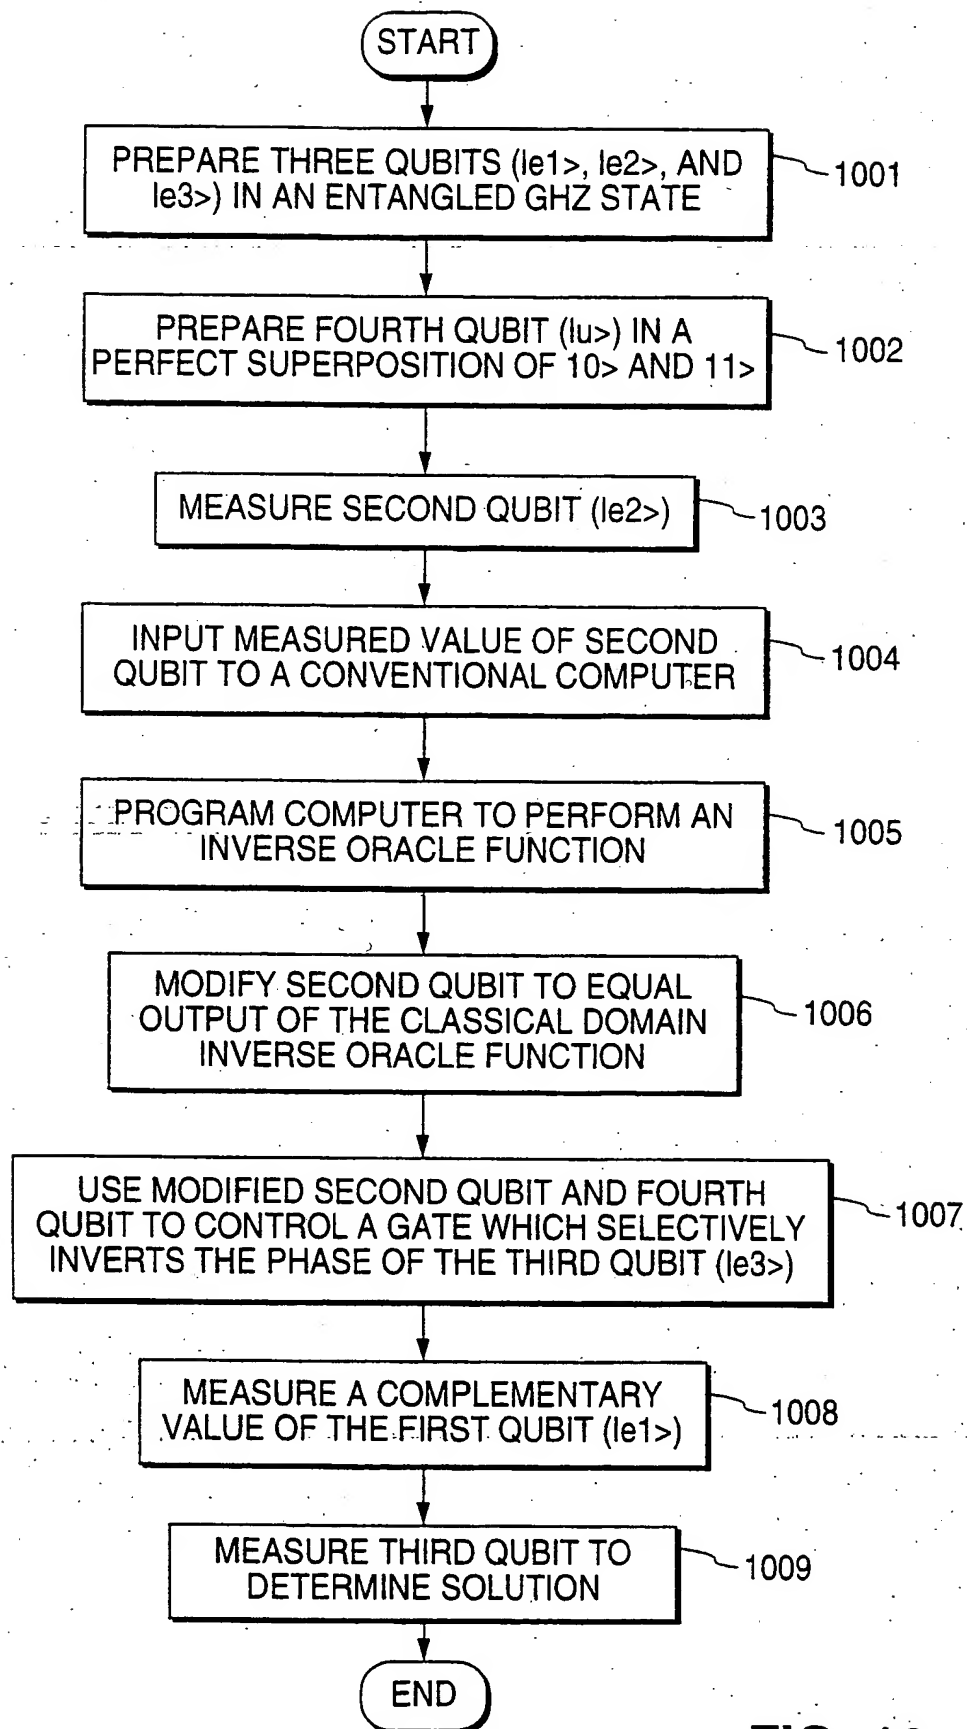 START
PREPARE THREE QUBITS (le1>, le2>, AND
le3>) IN AN ENTANGLED GHZ STATE
1001
PREPARE FOURTH QUBIT (lu>) IN A
PERFECT SUPERPOSITION OF 10> AND 11>
1002
MEASURE SECOND QUBIT (le2>)
1003
INPUT MEASURED VALUE OF SECOND
QUBIT TO A CONVENTIONAL COMPUTER
1004
PROGRAM COMPUTER TO PERFORM AN
INVERSE ORACLE FUNCTION
1005
MODIFY SECOND QUBIT TO EQUAL
OUTPUT OF THE CLASSICAL DOMAIN
INVERSE ORACLE FUNCTION
1006
USE MODIFIED SECOND QUBIT AND FOURTH
QUBIT TO CONTROL A GATE WHICH SELECTIVELY
INVERTS THE PHASE OF THE THIRD QUBIT (le3>)
1007
MEASURE A COMPLEMENTARY
VALUE OF THE FIRST QUBIT (le1>)
1008
MEASURE THIRD QUBIT TO
DETERMINE SOLUTION
1009
END